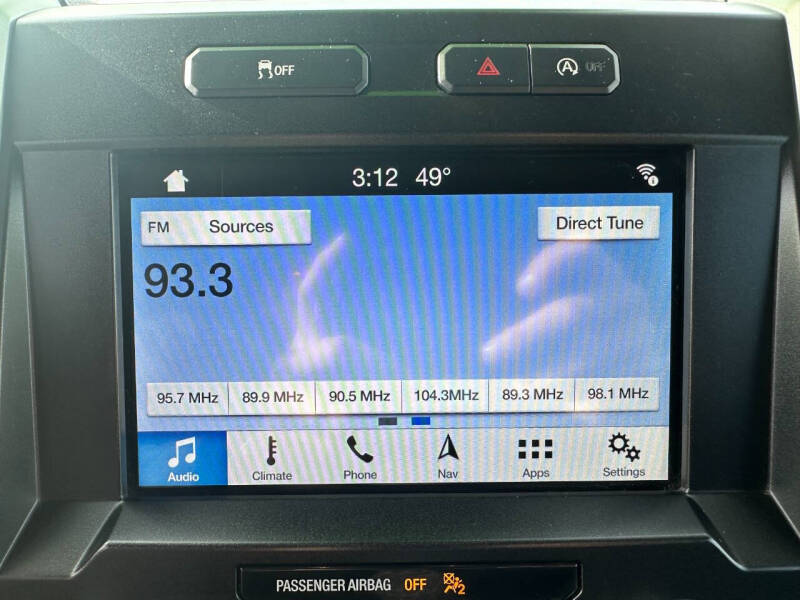 OFF A OFF
3:12 49°
FM Sources Direct Tune
93.3
95.7 MHz 89.9 MHz 90.5 MHz 104.3MHz 89.3 MHz 98.1 MHz
Audio Climate Phone Nav Apps Settings
PASSENGER AIRBAG OFF 2